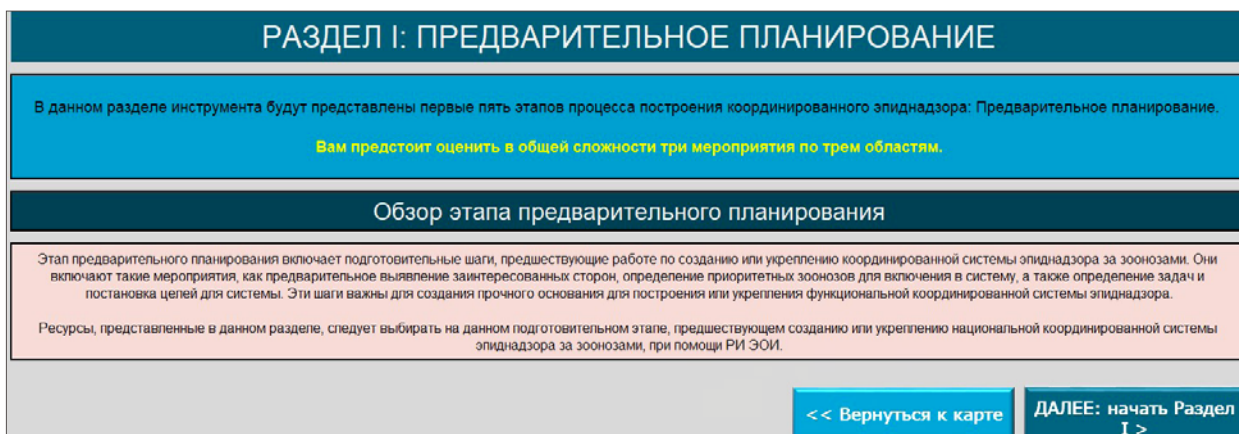 РАЗДЕЛ I: ПРЕДВАРИТЕЛЬНОЕ ПЛАНИРОВАНИЕ
В данном разделе инструмента будут представлены первые пять этапов процесса построения координированного эпиднадзора: Предварительное планирование.
Вам предстоит оценить в общей сложности три мероприятия по трем областям.
Обзор этапа предварительного планирования
Этап предварительного планирования включает подготовительные шаги, предшествующие работе по созданию или укреплению координированной системы эпиднадзора за зоонозами. Они
включают такие мероприятия, как предварительное выявление заинтересованных сторон, определение приоритетных зоонозов для включения в систему, а также определение задач и
постановка целей для системы. Эти шаги важны для создания прочного основания для построения или укрепления функциональной координированной системы эпиднадзора.
Ресурсы, представленные в данном разделе, следует выбирать на данном подготовительном этапе, предшествующем созданию или укреплению национальной координированной системы
эпиднадзора за зоонозами, при помощи РИ ЭОИ.
<< Вернуться к карте
ДАЛЕЕ: начать Раздел
I >